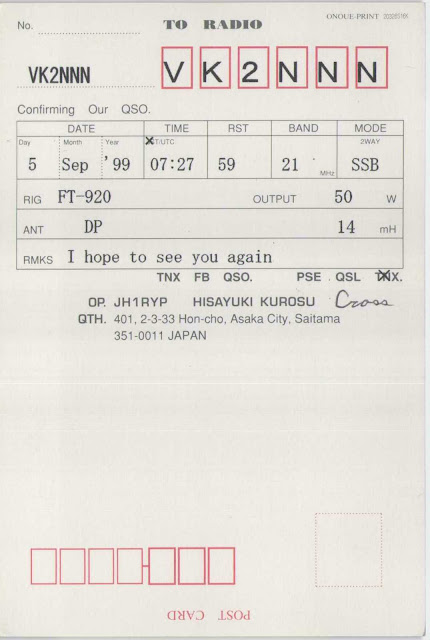 No.
TO RADIO
ONOUE-PRINT
VK2NNN
VK2NNN
Confirming Our QSO.
DATE TIME RST BAND MODE
Day Month Year JST/UTC 2WAY
5 Sep '99 07:27 59 21 MHz SSB
RIG FT-920 OUTPUT 50 W
ANT DP 14 mH
RMKS I hope to see you again
TNX FB QSO. PSE QSL TNX.
OP. JH1RYP HISAYUKI KUROSU Cross
QTH. 401, 2-3-33 Hon-cho, Asaka City, Saitama
351-0011 JAPAN
POST CARD